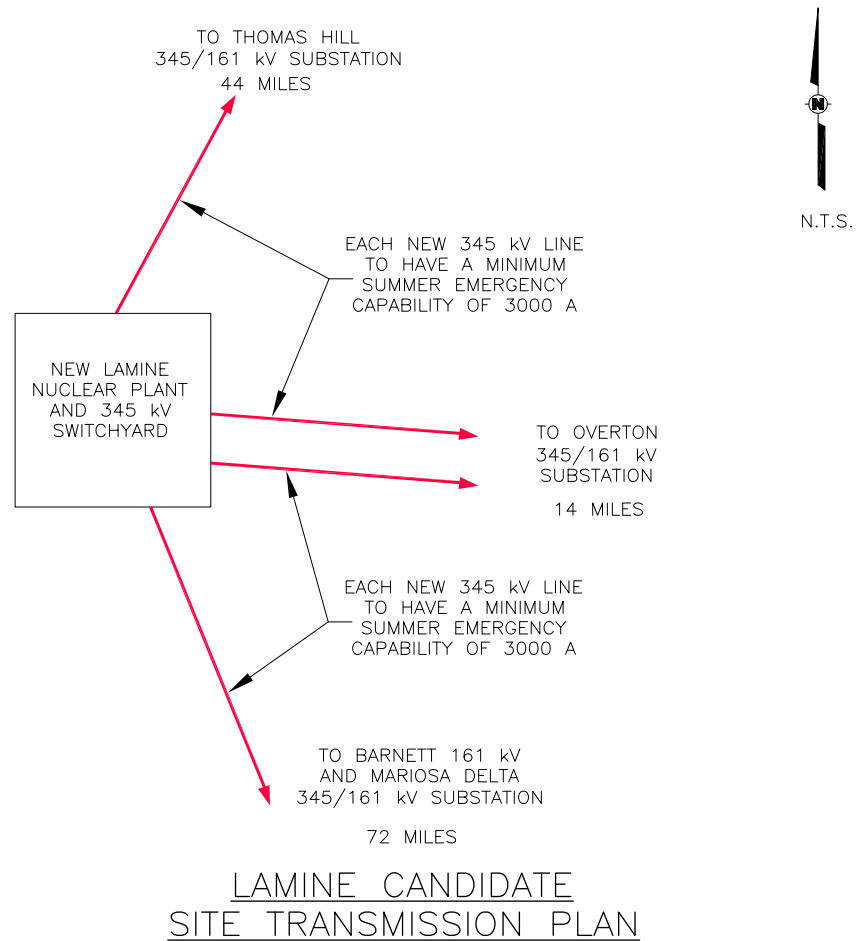 TO THOMAS HILL
345/161 kV SUBSTATION
44 MILES
N
N.T.S.
EACH NEW 345 kV LINE
TO HAVE A MINIMUM
SUMMER EMERGENCY
CAPABILITY OF 3000 A
NEW LAMINE
NUCLEAR PLANT
AND 345 kV
SWITCHYARD
TO OVERTON
345/161 kV
SUBSTATION
14 MILES
EACH NEW 345 kV LINE
TO HAVE A MINIMUM
SUMMER EMERGENCY
CAPABILITY OF 3000 A
TO BARNETT 161 kV
AND MARIOSA DELTA
345/161 kV SUBSTATION
72 MILES
LAMINE CANDIDATE
SITE TRANSMISSION PLAN